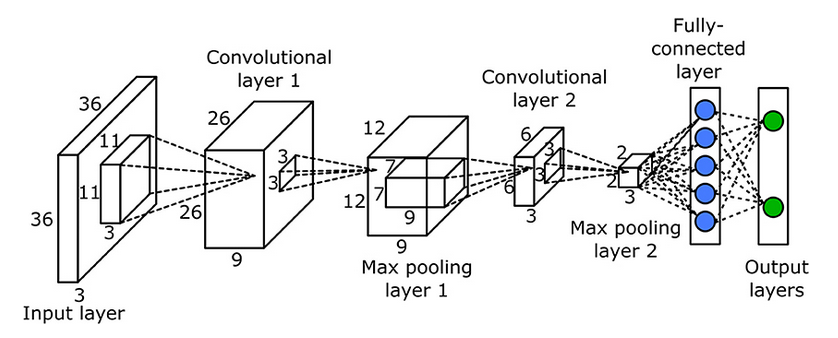 36
11
11
3
36
3
Input layer
Convolutional
layer 1
26
26
9
3
3
12
12
7
7
9
9
Max pooling
layer 1
Convolutional
layer 2
6
6
3
3
3
2
2
3
Max pooling
layer 2
Fully-
connected
layer
Output
layers